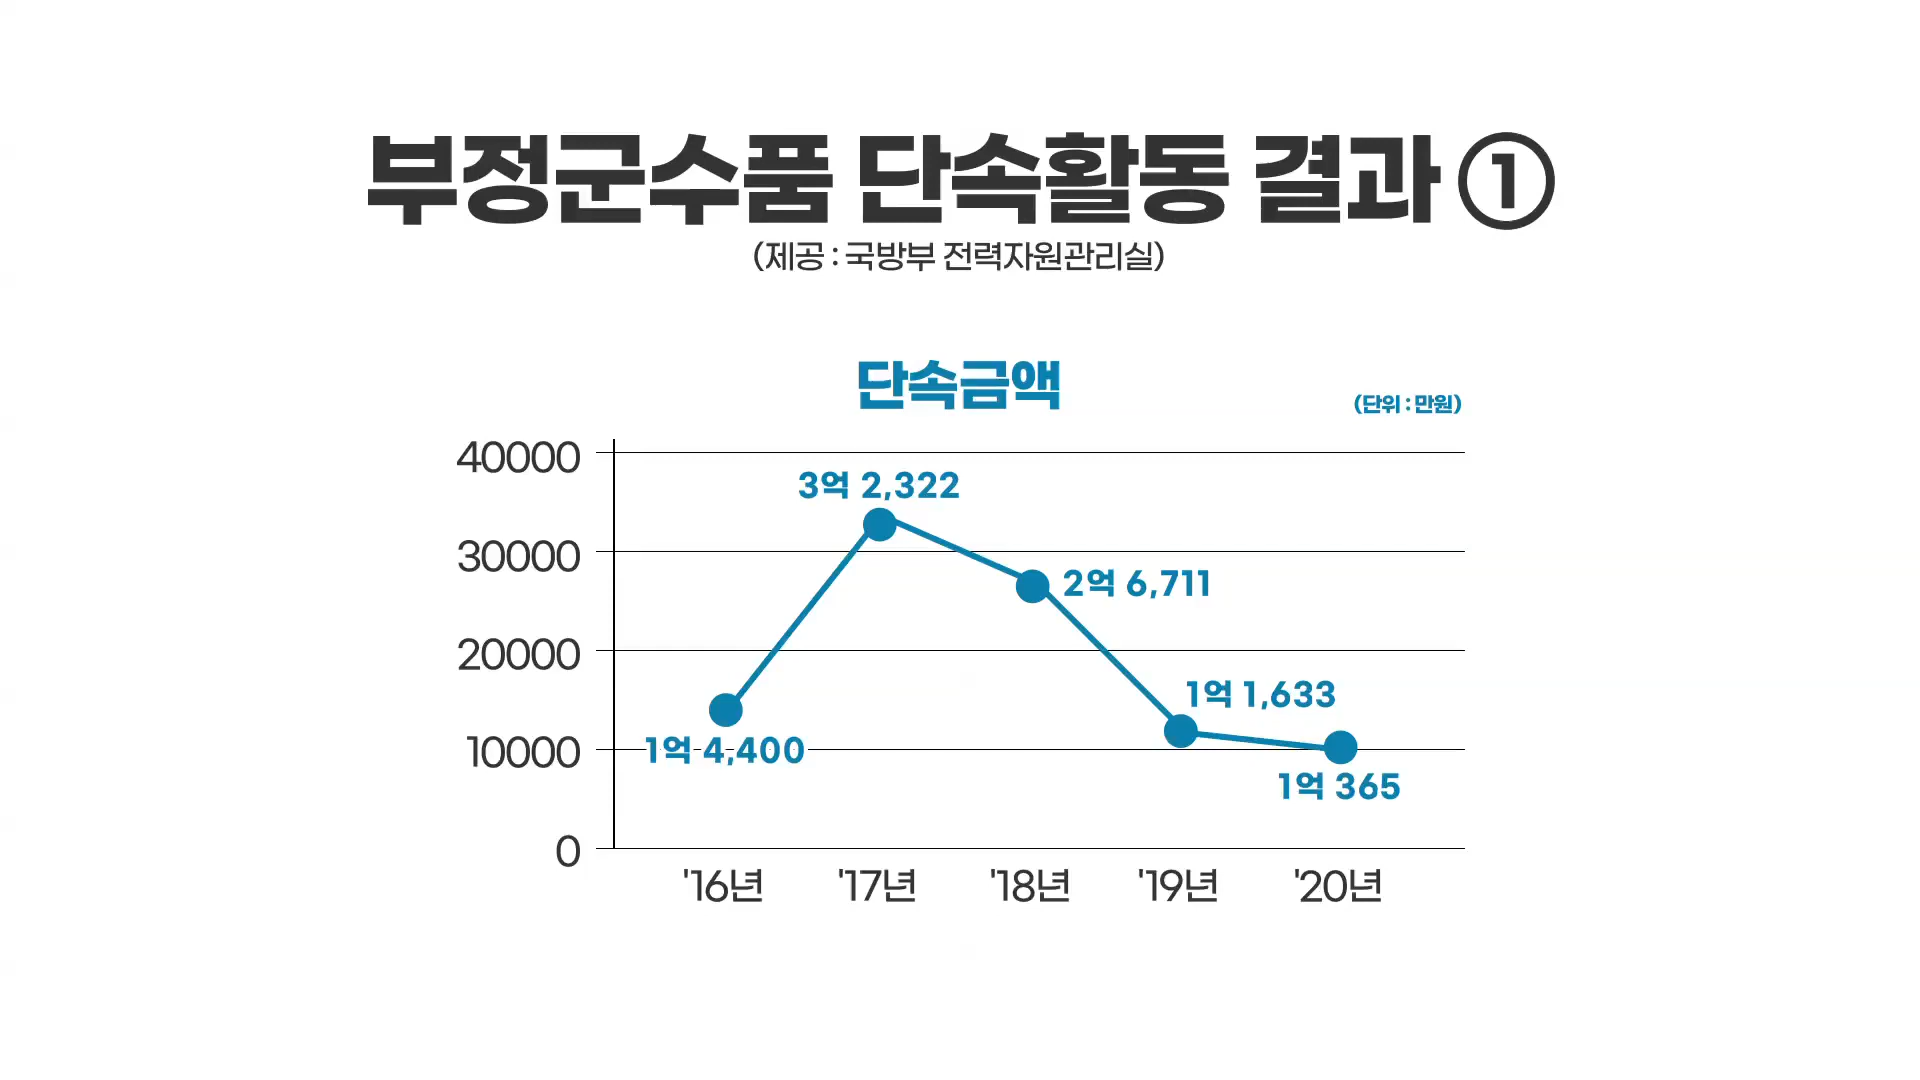 부정군수품 단속활동 결과 ①
(제공 : 국방부 전력자원관리실)
단속금액
(단위 : 만원)
40000
3억 2,322
30000
2억 6,711
20000
1억 1,633
10000
1억 4,400
1억 365
0
'16년 '17년 '18년 '19년 '20년